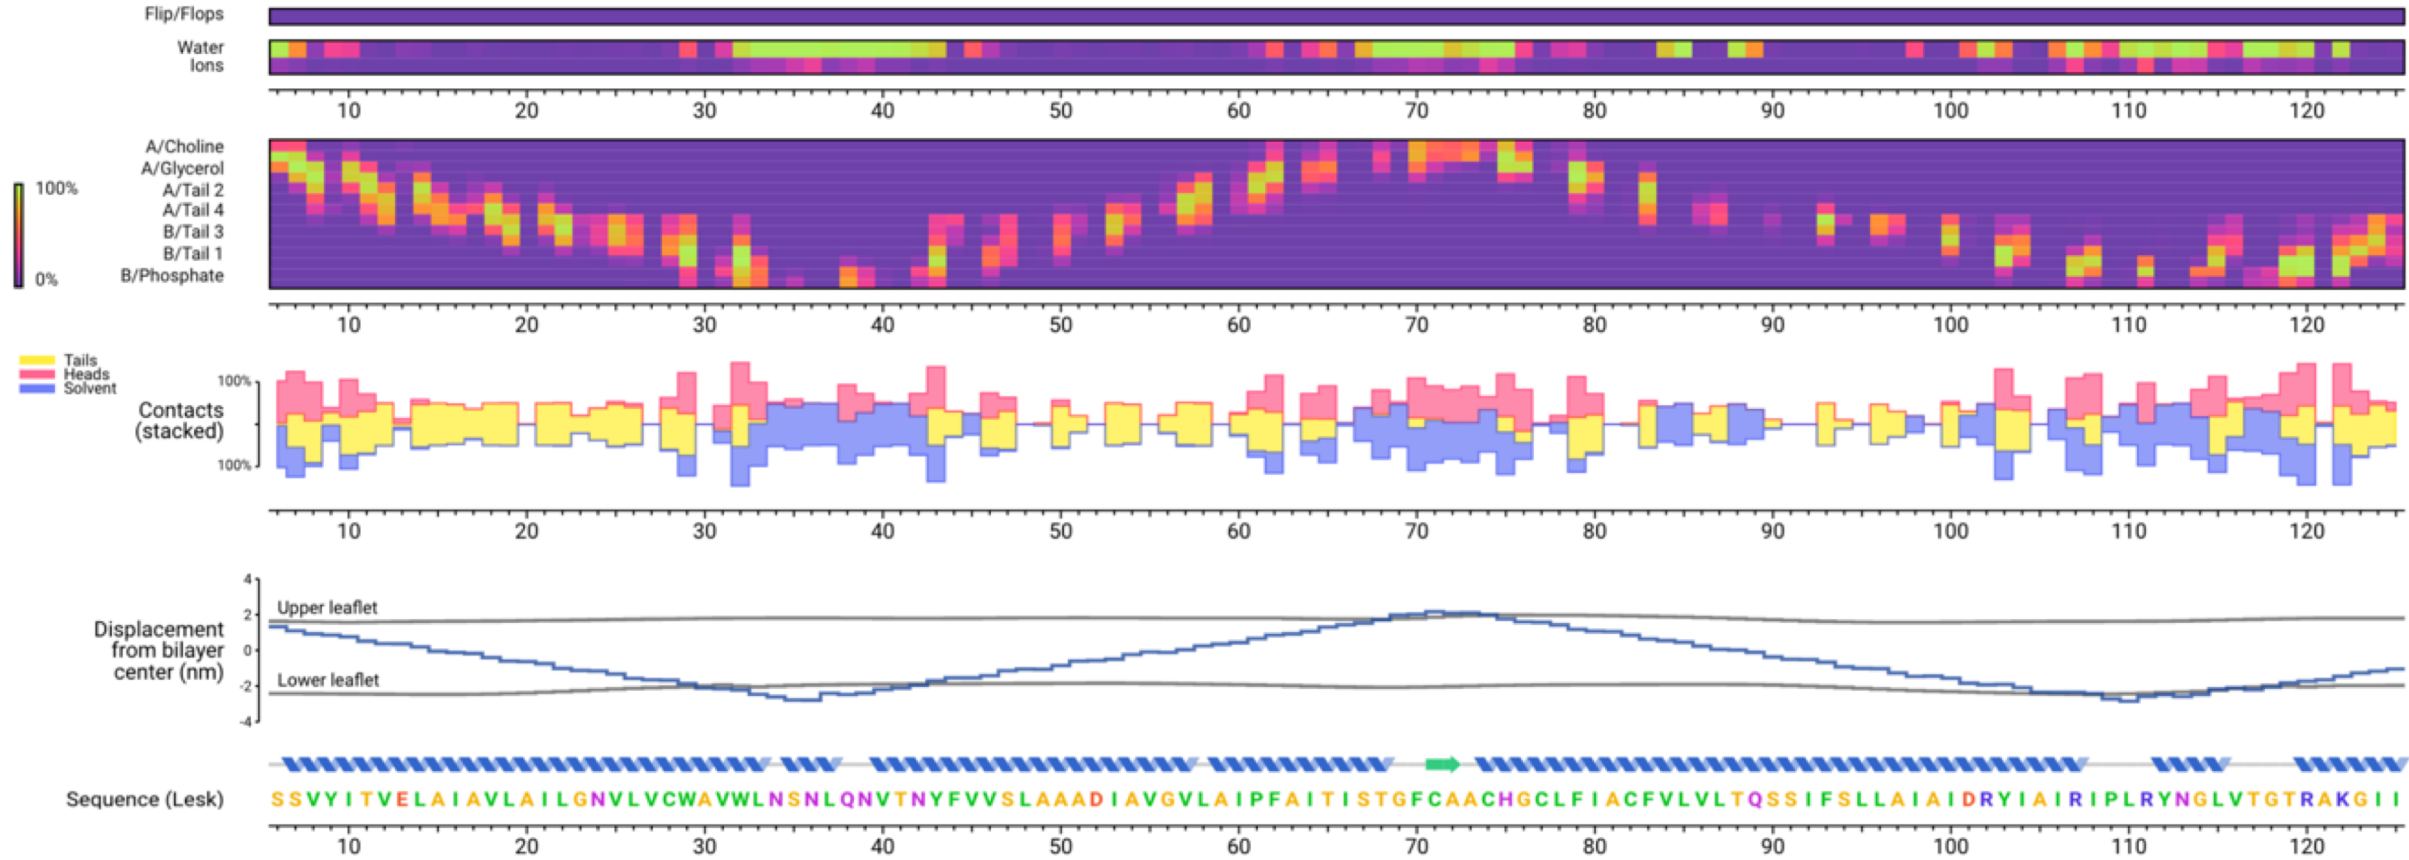 Flip/Flops
Water
Ions
10 20 30 40 50 60 70 80 90 100 110 120
A/Choline
A/Glycerol
A/Tail 2
A/Tail 4
B/Tail 3
B/Tail 1
B/Phosphate
100%
0%
10 20 30 40 50 60 70 80 90 100 110 120
Tails
Heads
Solvent
Contacts
(stacked)
100%
100%
10 20 30 40 50 60 70 80 90 100 110 120
Displacement
from bilayer
center (nm)
4
2
0
-2
-4
Upper leaflet
Lower leaflet
Sequence (Lesk)
SSVYITVELAIAVLAILGNVLVCWAVWLNSNLQNVTNYFVVSLAAADIAVGVLAIPFAITISTGFCAACHGCLFIACFVLVLTQSSIFSLLAIAIDRYIAIRIPLRYNGLVTGTRAKGII
10 20 30 40 50 60 70 80 90 100 110 120